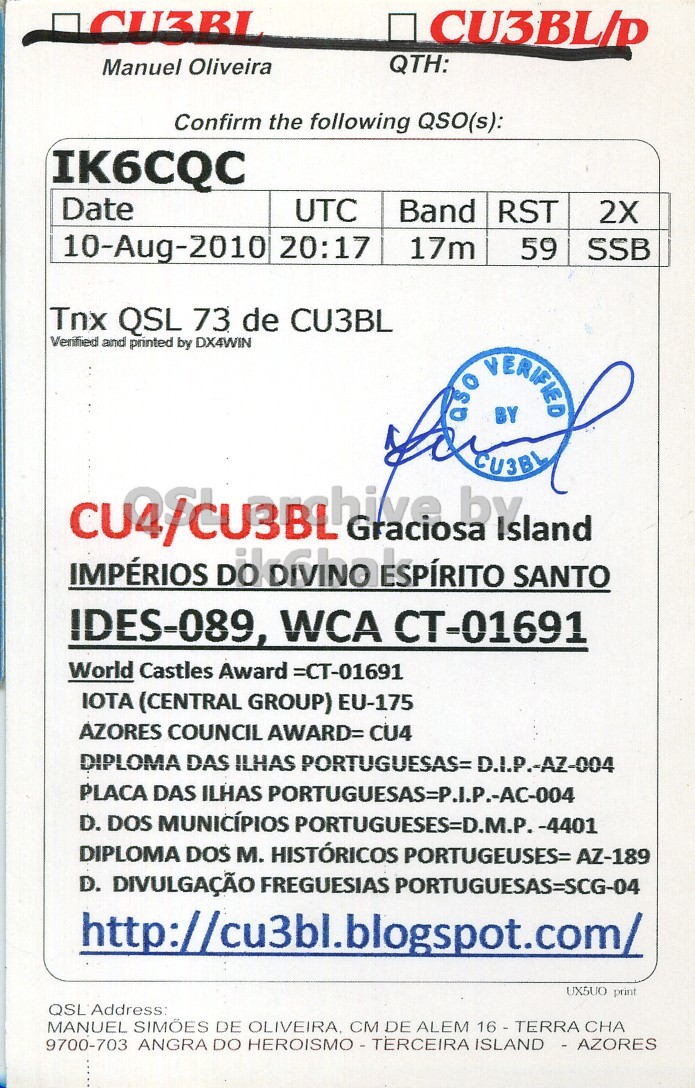 CU3BL CU3BL/p
Manuel Oliveira QTH:
Confirm the following QSO(s):
IK6CQC
Date UTC Band RST 2X
10-Aug-2010 20:17 17m 59 SSB
Tnx QSL 73 de CU3BL
Verified and printed by DX4WIN
QSO VERIFIED
BY
CU3BL
QSL archive by
ik6bak
CU4/CU3BL Graciosa Island
IMPÉRIOS DO DIVINO ESPÍRITO SANTO
IDES-089, WCA CT-01691
World Castles Award =CT-01691
IOTA (CENTRAL GROUP) EU-175
AZORES COUNCIL AWARD= CU4
DIPLOMA DAS ILHAS PORTUGUESAS= D.I.P.-AZ-004
PLACA DAS ILHAS PORTUGUESAS=P.I.P.-AC-004
D. DOS MUNICÍPIOS PORTUGUESES=D.M.P. -4401
DIPLOMA DOS M. HISTÓRICOS PORTUGEUSES= AZ-189
D. DIVULGAÇÃO FREGUESIAS PORTUGUESAS=SCG-04
http://cu3bl.blogspot.com/
UX5UO print
QSL Address:
MANUEL SIMÕES DE OLIVEIRA, CM DE ALEM 16 - TERRA CHA
9700-703 ANGRA DO HEROISMO - TERCEIRA ISLAND - AZORES